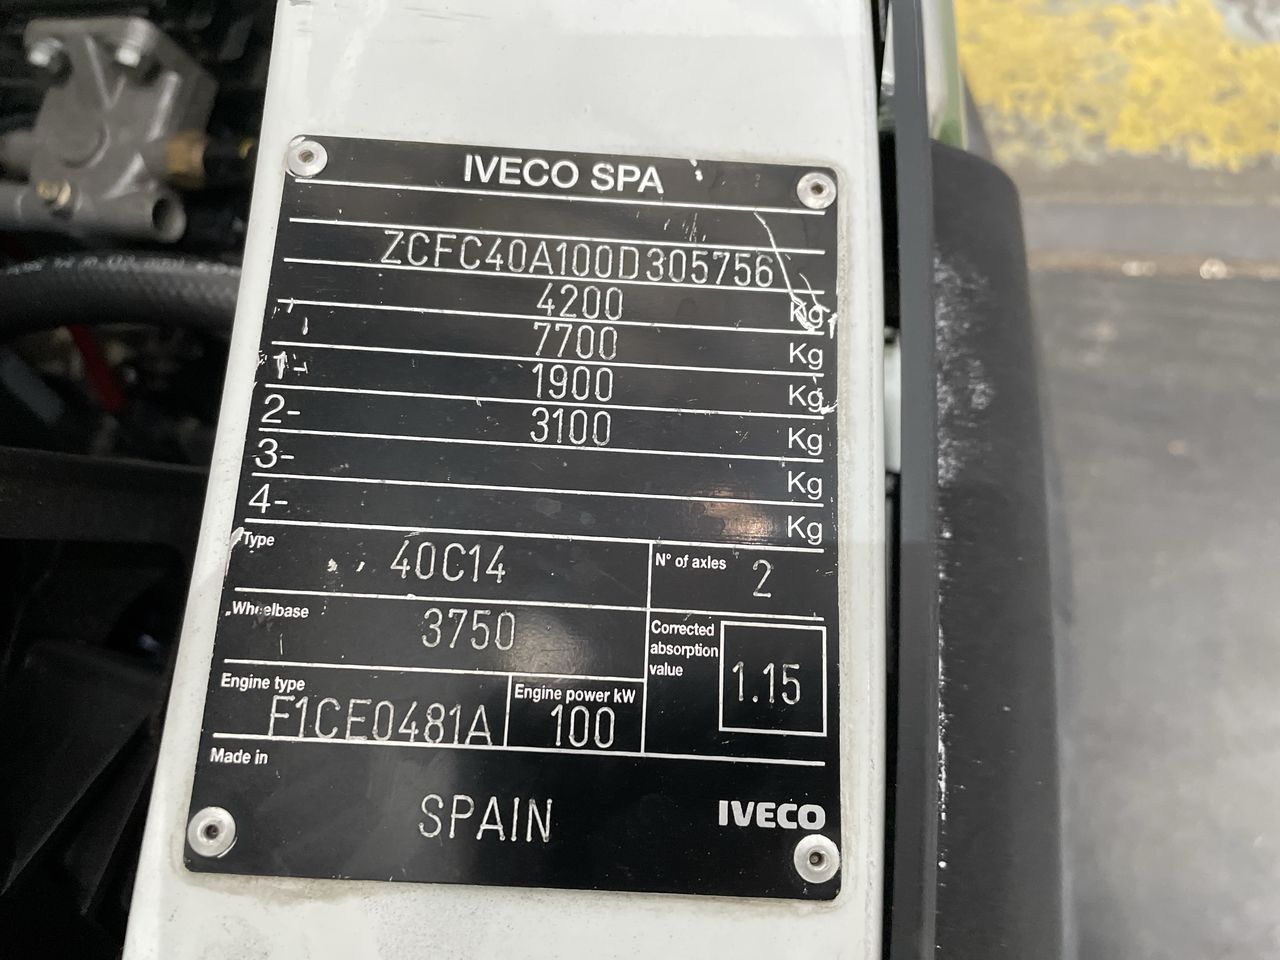 IVECO SPA
ZCFC40A100D305756
4200 Kg
7700 Kg
1- 1900 Kg
2- 3100 Kg
3- Kg
4- Kg
Type 40C14 N° of axles 2
Wheelbase 3750
Corrected absorption value 1.15
Engine type F1CE0481A Engine power kW 100
Made in
SPAIN IVECO